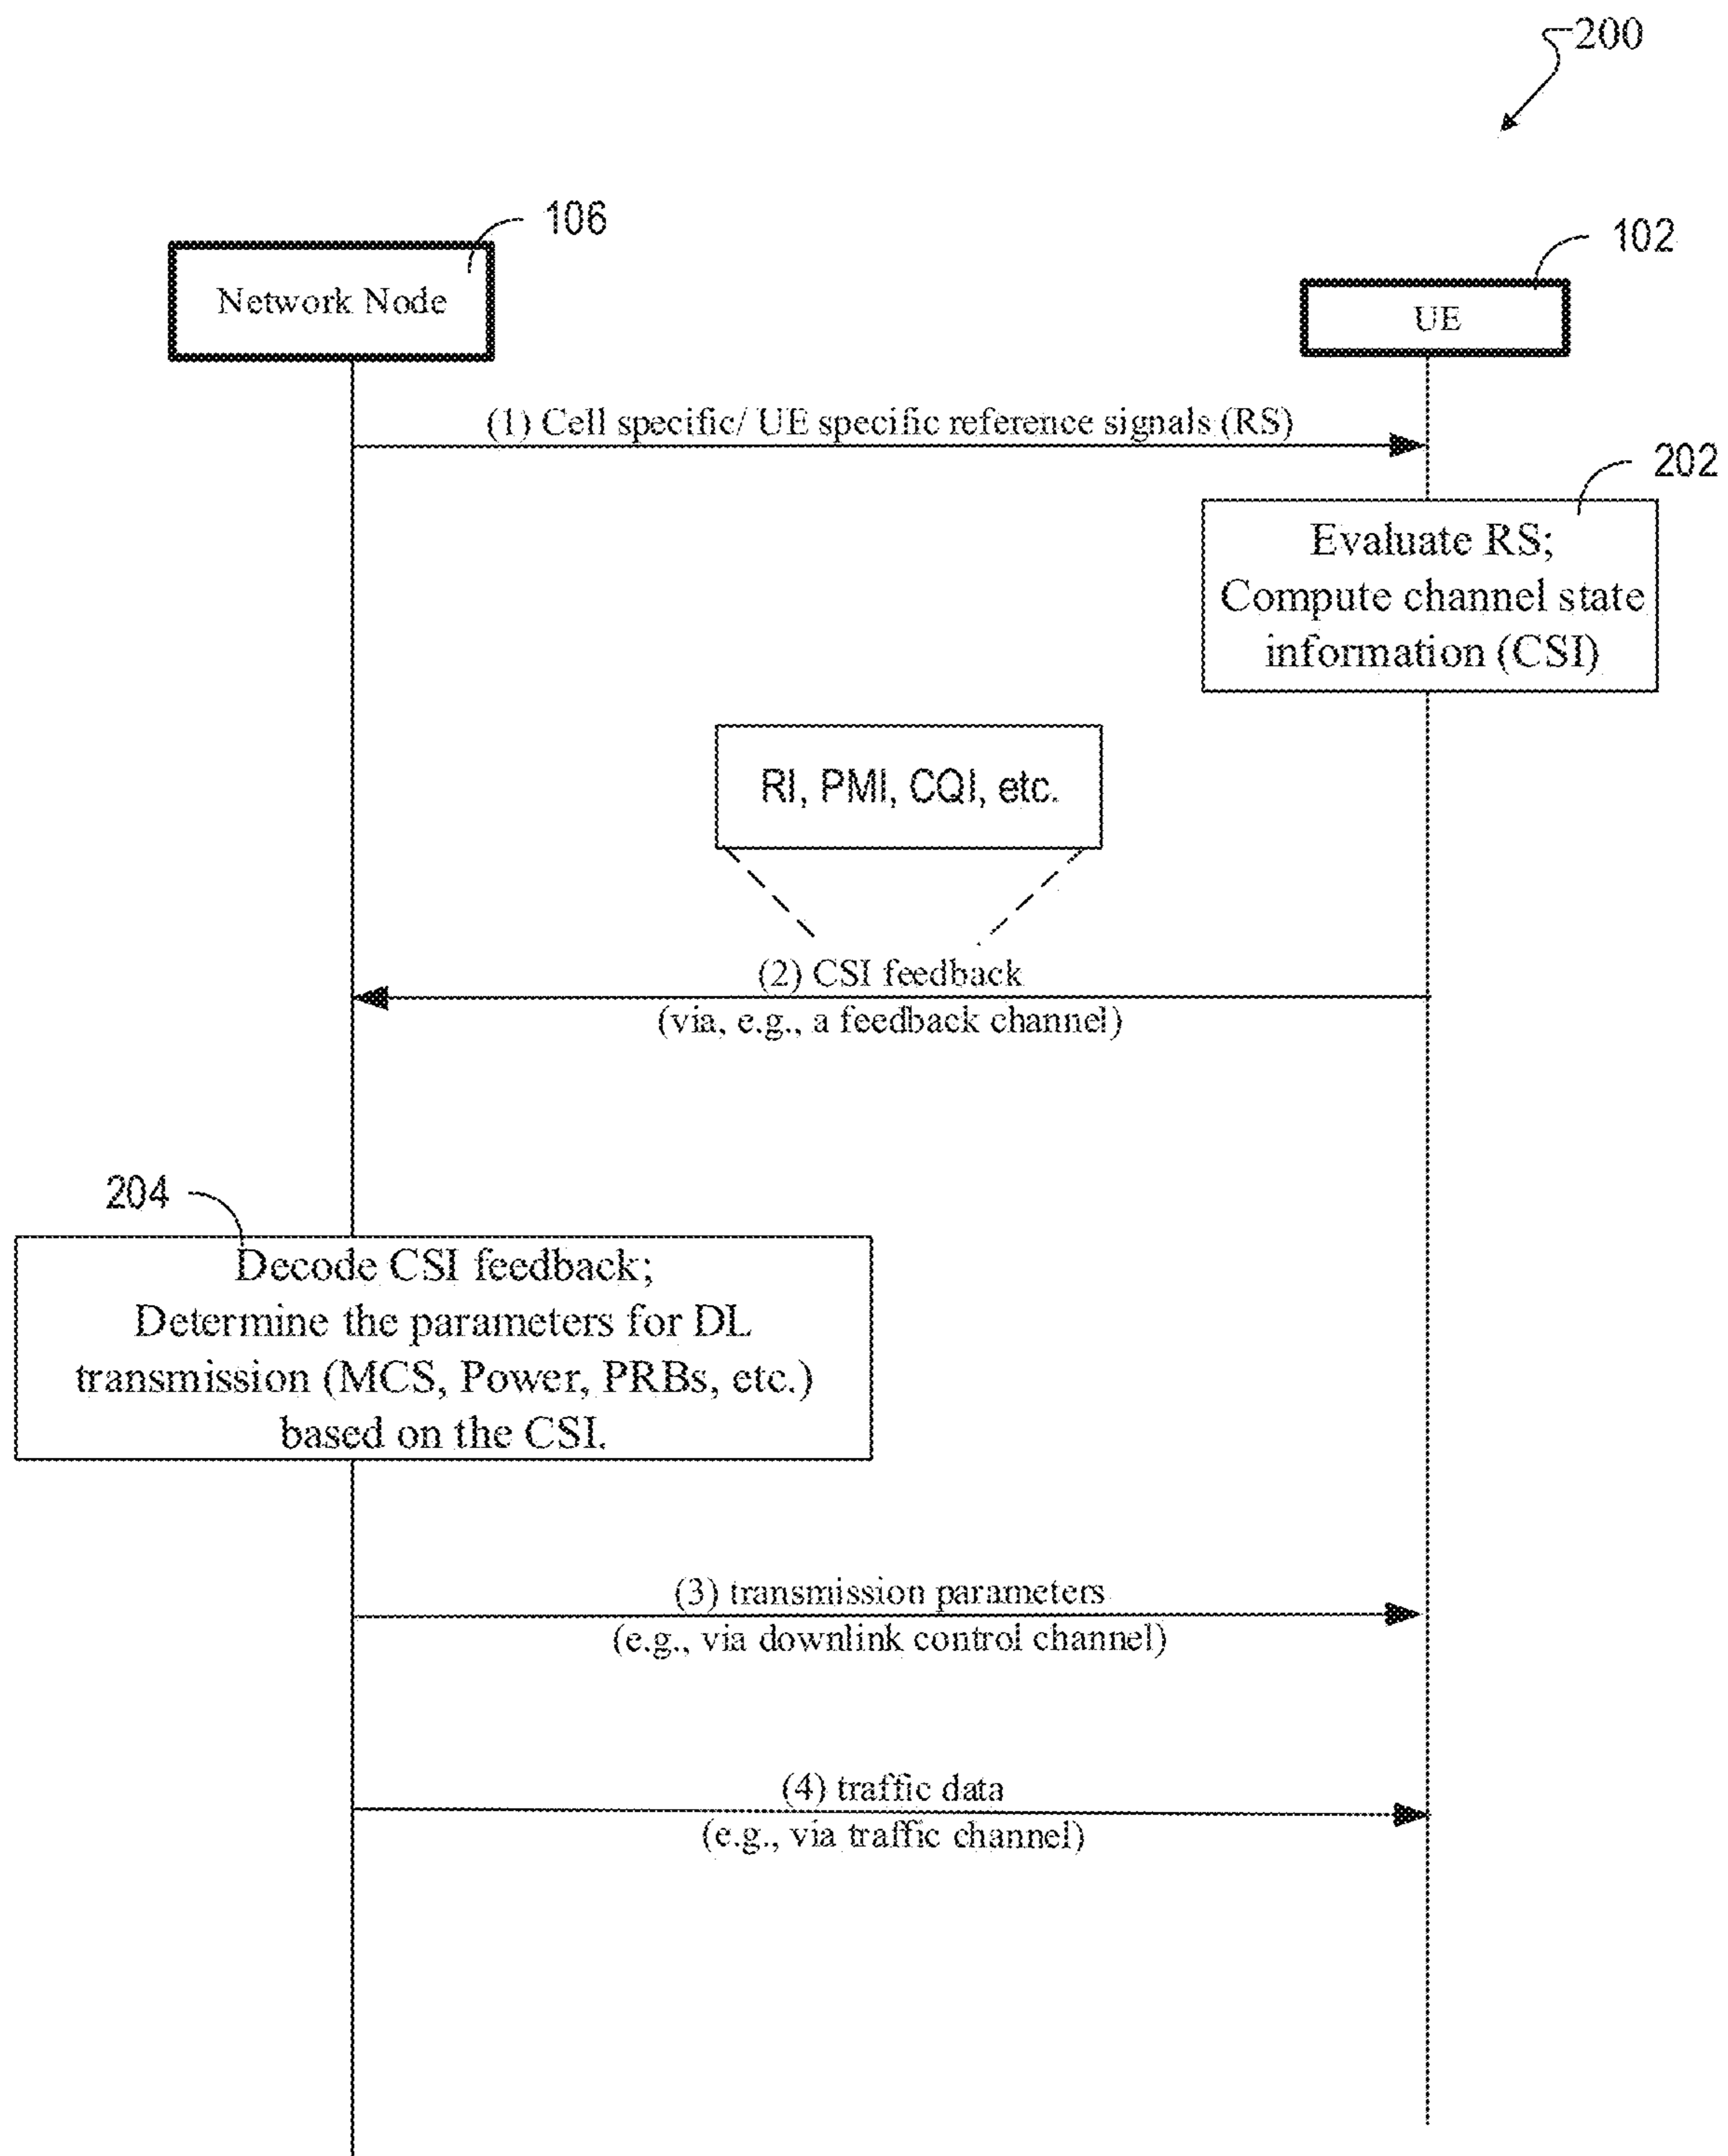 200
106
Network Node
102
UE
(1) Cell specific/ UE specific reference signals (RS)
202
Evaluate RS;
Compute channel state
information (CSI)
RI, PMI, CQI, etc.
(2) CSI feedback
(via, e.g., a feedback channel)
204
Decode CSI feedback;
Determine the parameters for DL
transmission (MCS, Power, PRBs, etc.)
based on the CSI.
(3) transmission parameters
(e.g., via downlink control channel)
(4) traffic data
(e.g., via traffic channel)